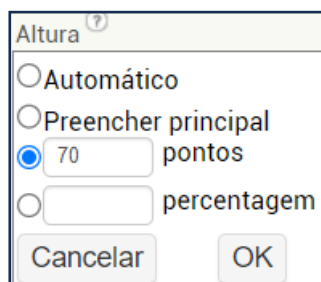 Altura ?
Automático
Preencher principal
70 pontos
percentagem
Cancelar OK